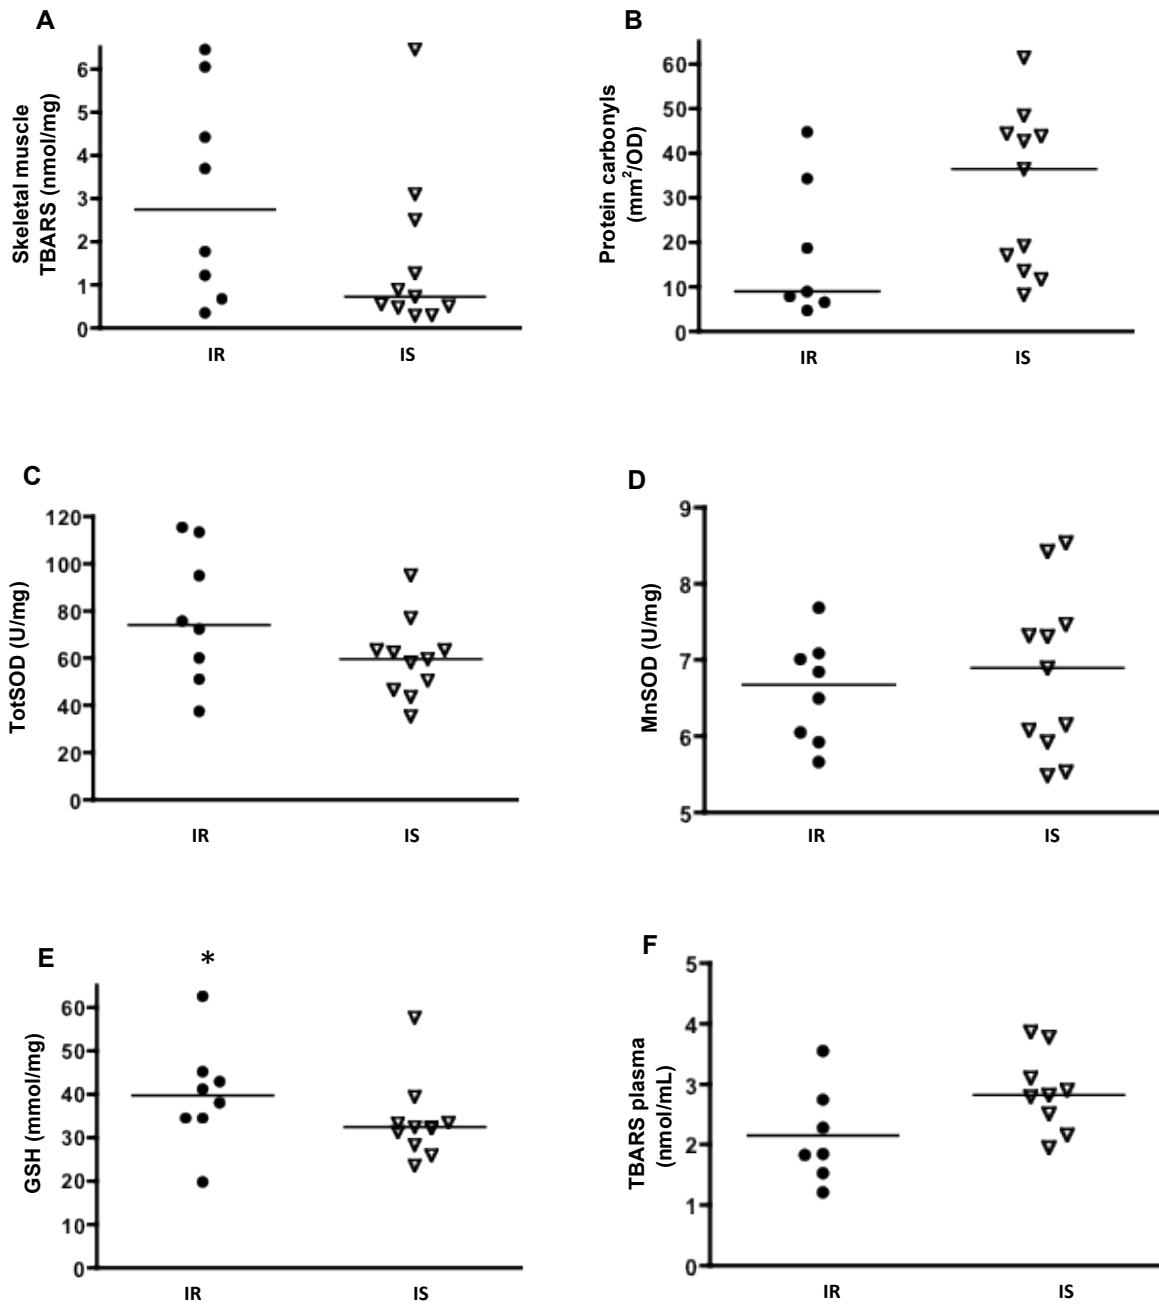 A
Skeletal muscle
TBARS (nmol/mg)
6
5
4
3
2
1
0
IR
IS
B
Protein carbonyls
(mm²/OD)
60
50
40
30
20
10
0
IR
IS
C
TotSOD (U/mg)
120
100
80
60
40
20
0
IR
IS
D
MnSOD (U/mg)
9
8
7
6
5
IR
IS
E
*
GSH (mmol/mg)
60
50
40
30
20
10
0
IR
IS
F
TBARS plasma
(nmol/mL)
5
4
3
2
1
0
IR
IS